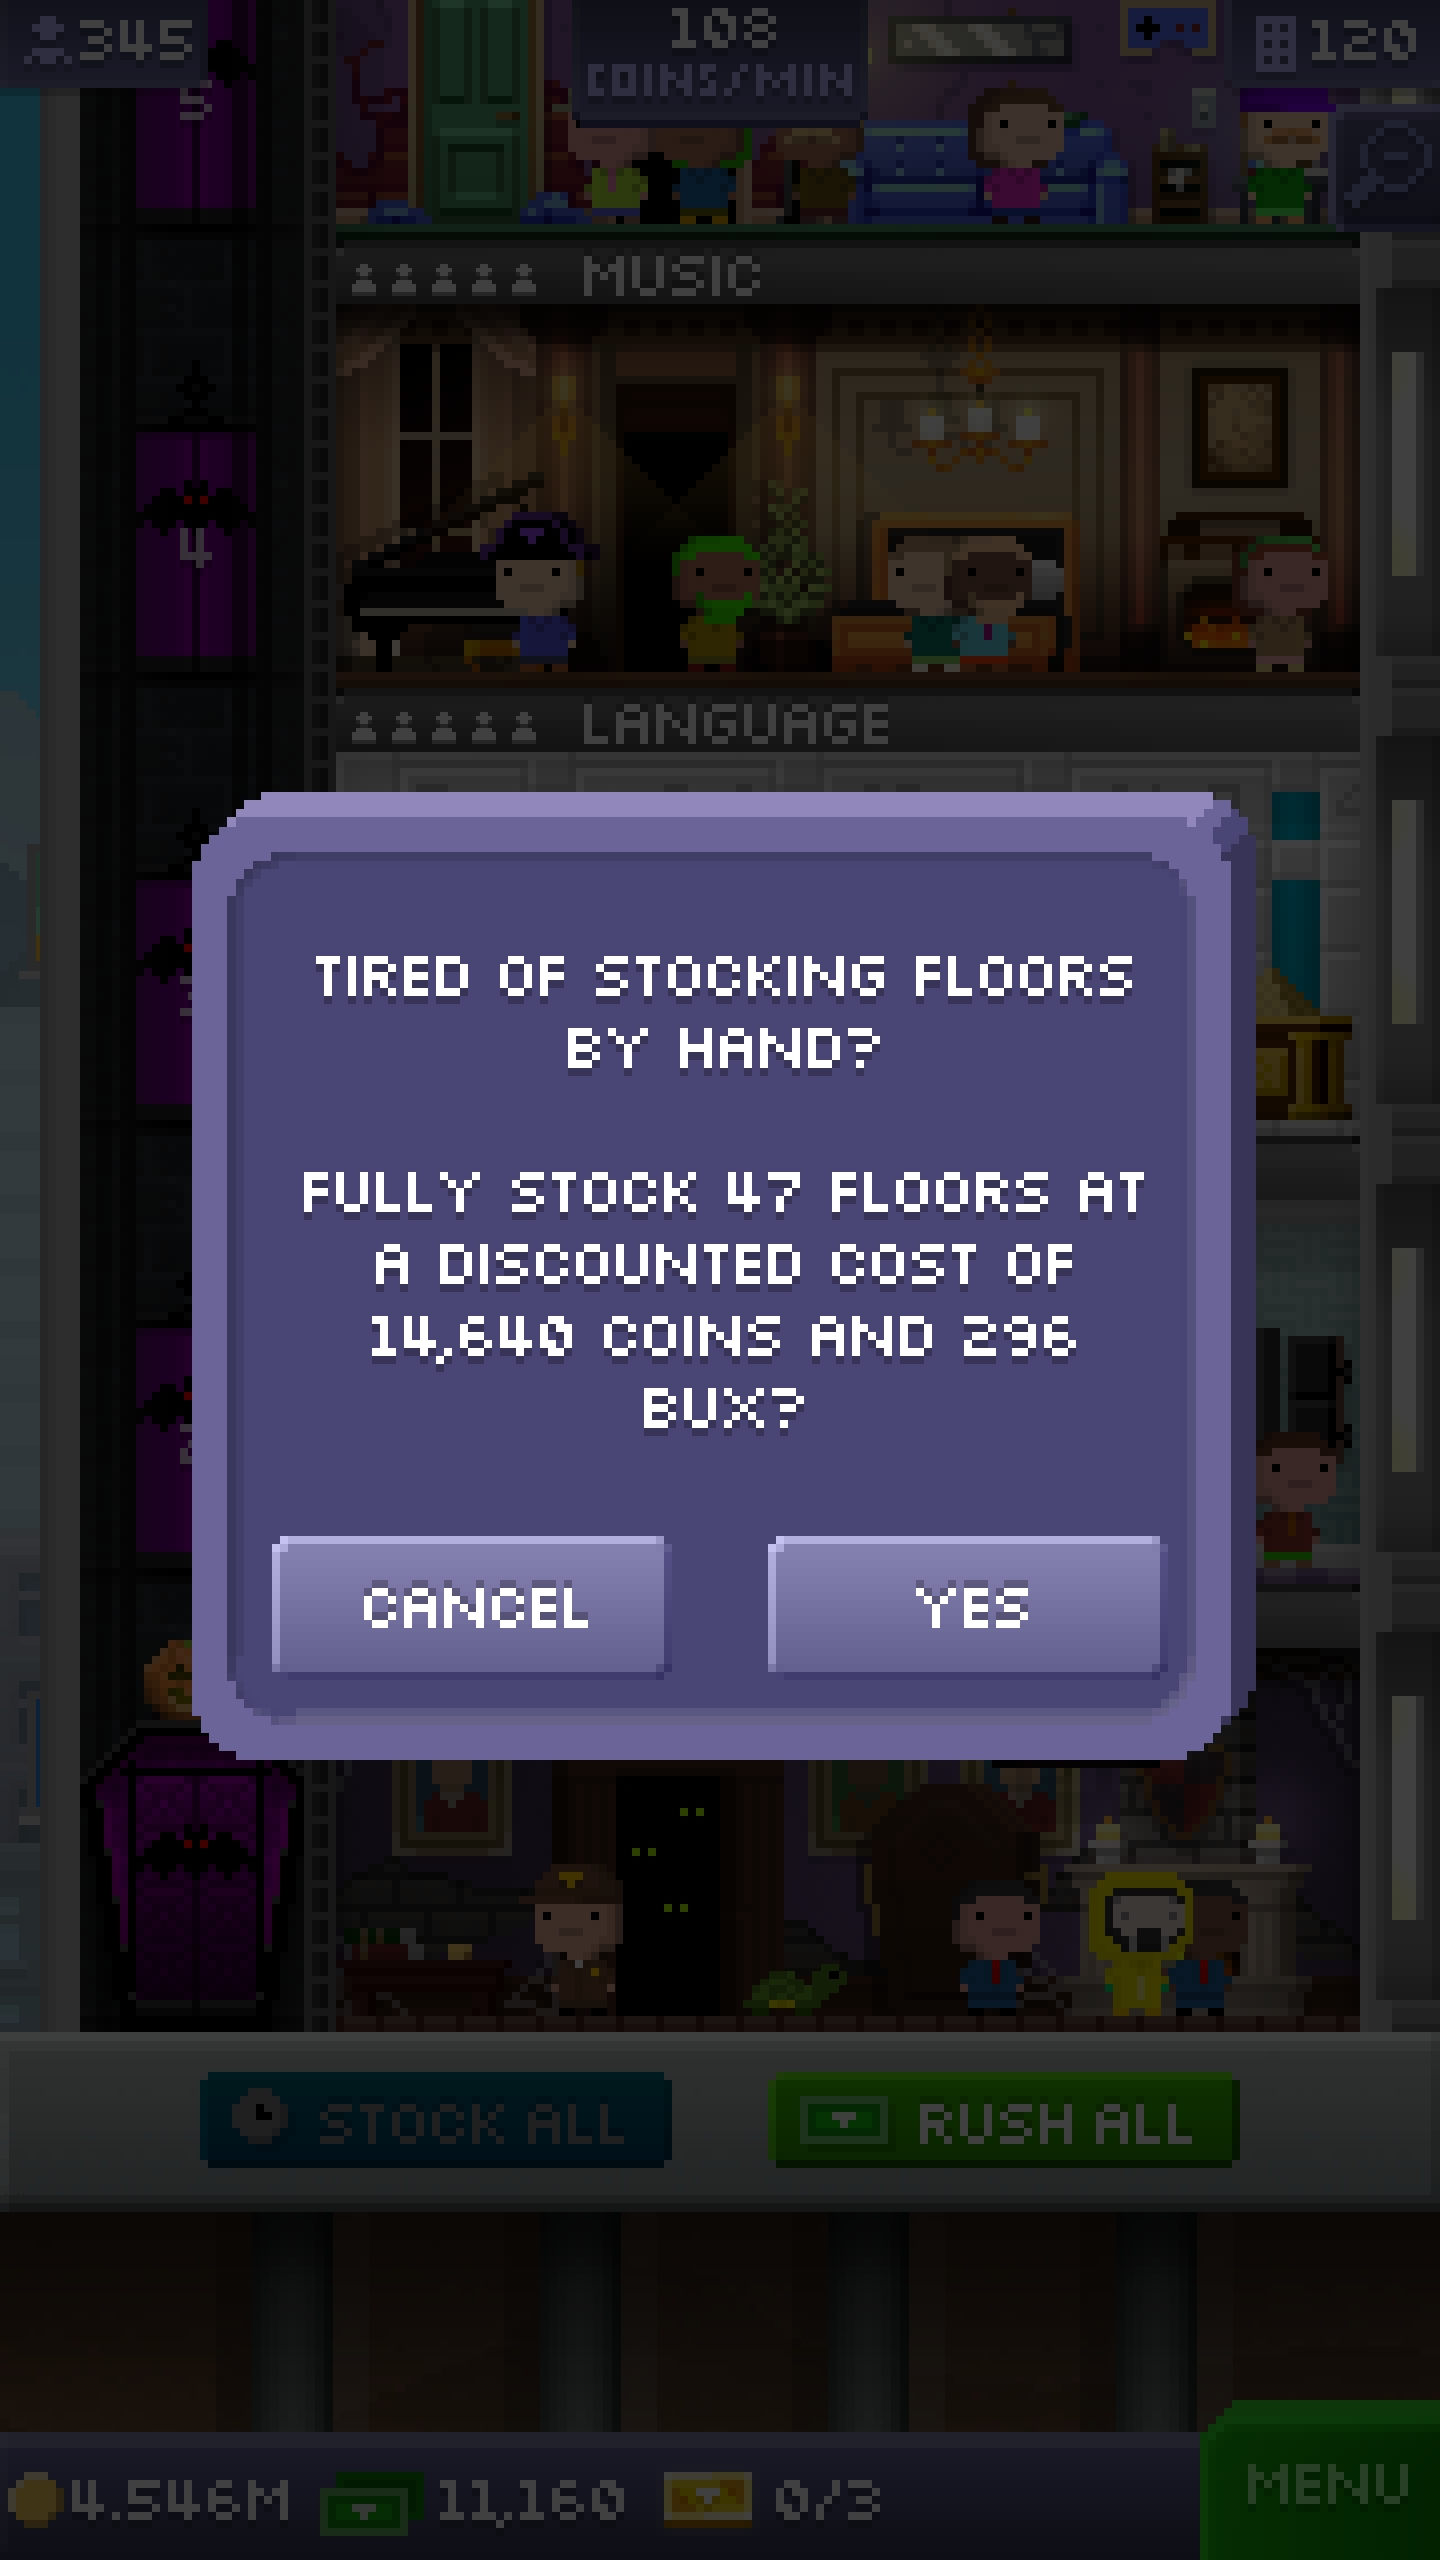 345
108
COINS/MIN
120
5
MUSIC
4
LANGUAGE
TIRED OF STOCKING FLOORS
BY HAND?
FULLY STOCK 47 FLOORS AT
A DISCOUNTED COST OF
14,640 COINS AND 296
BUX?
CANCEL
YES
STOCK ALL
RUSH ALL
4.546M
11,160
0/3
MENU